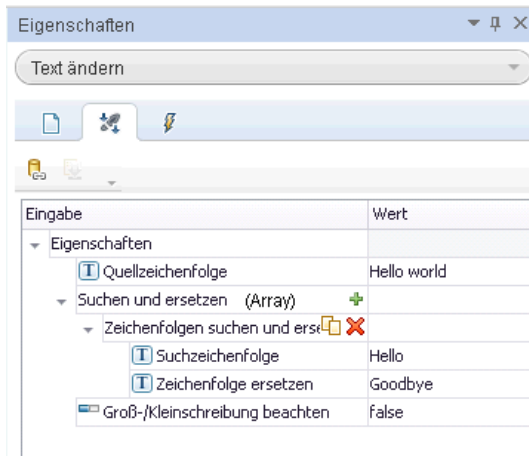 Eigenschaften
Text ändern
Eingabe Wert
Eigenschaften
Quellzeichenfolge Hello world
Suchen und ersetzen (Array)
Zeichenfolgen suchen und erse
Suchzeichenfolge Hello
Zeichenfolge ersetzen Goodbye
Groß-/Kleinschreibung beachten false